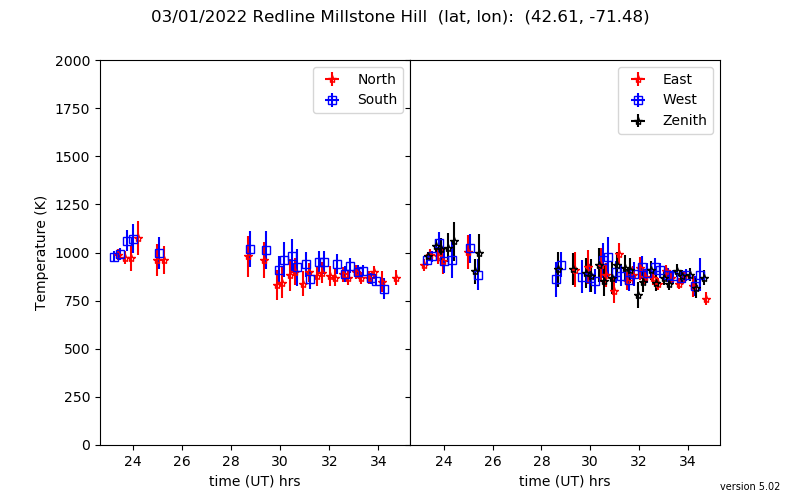 03/01/2022 Redline Millstone Hill  (lat, lon):  (42.61, -71.48)
2000
1750
1500
1250
1000
750
500
250
0
Temperature (K)
North
South
East
West
Zenith
24 26 28 30 32 34
24 26 28 30 32 34
time (UT) hrs
time (UT) hrs
version 5.02